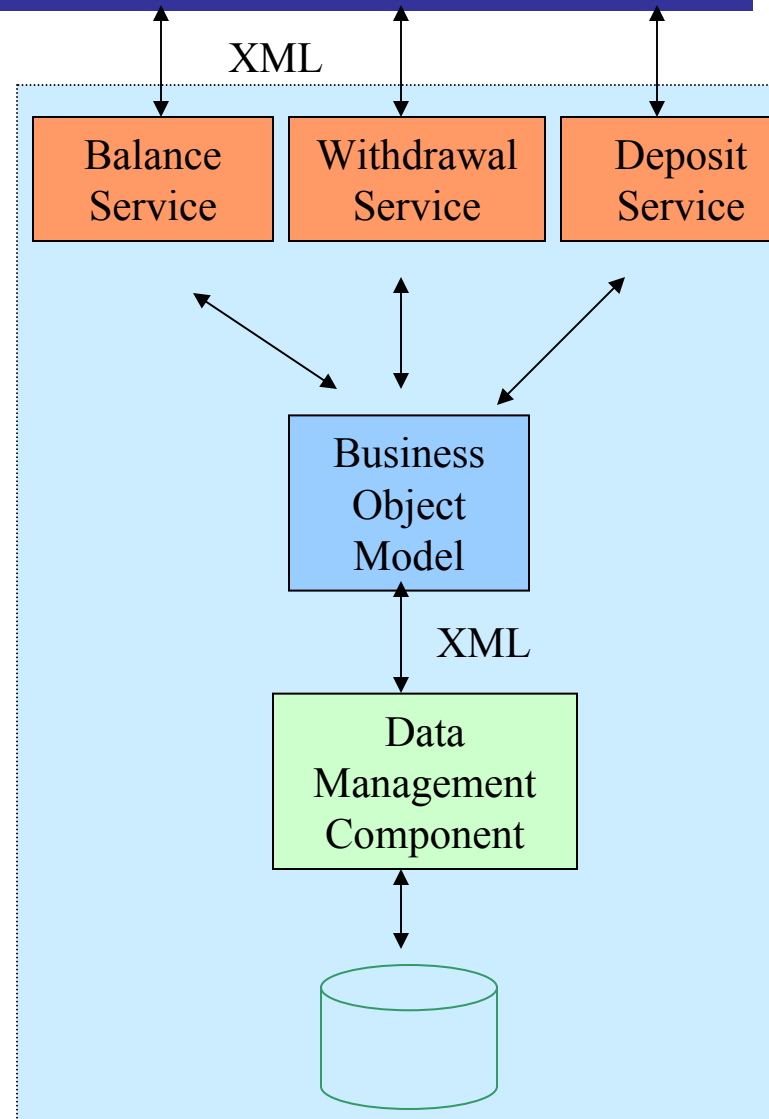 XML
Balance
Service
Withdrawal
Service
Deposit
Service
Business
Object
Model
XML
Data
Management
Component